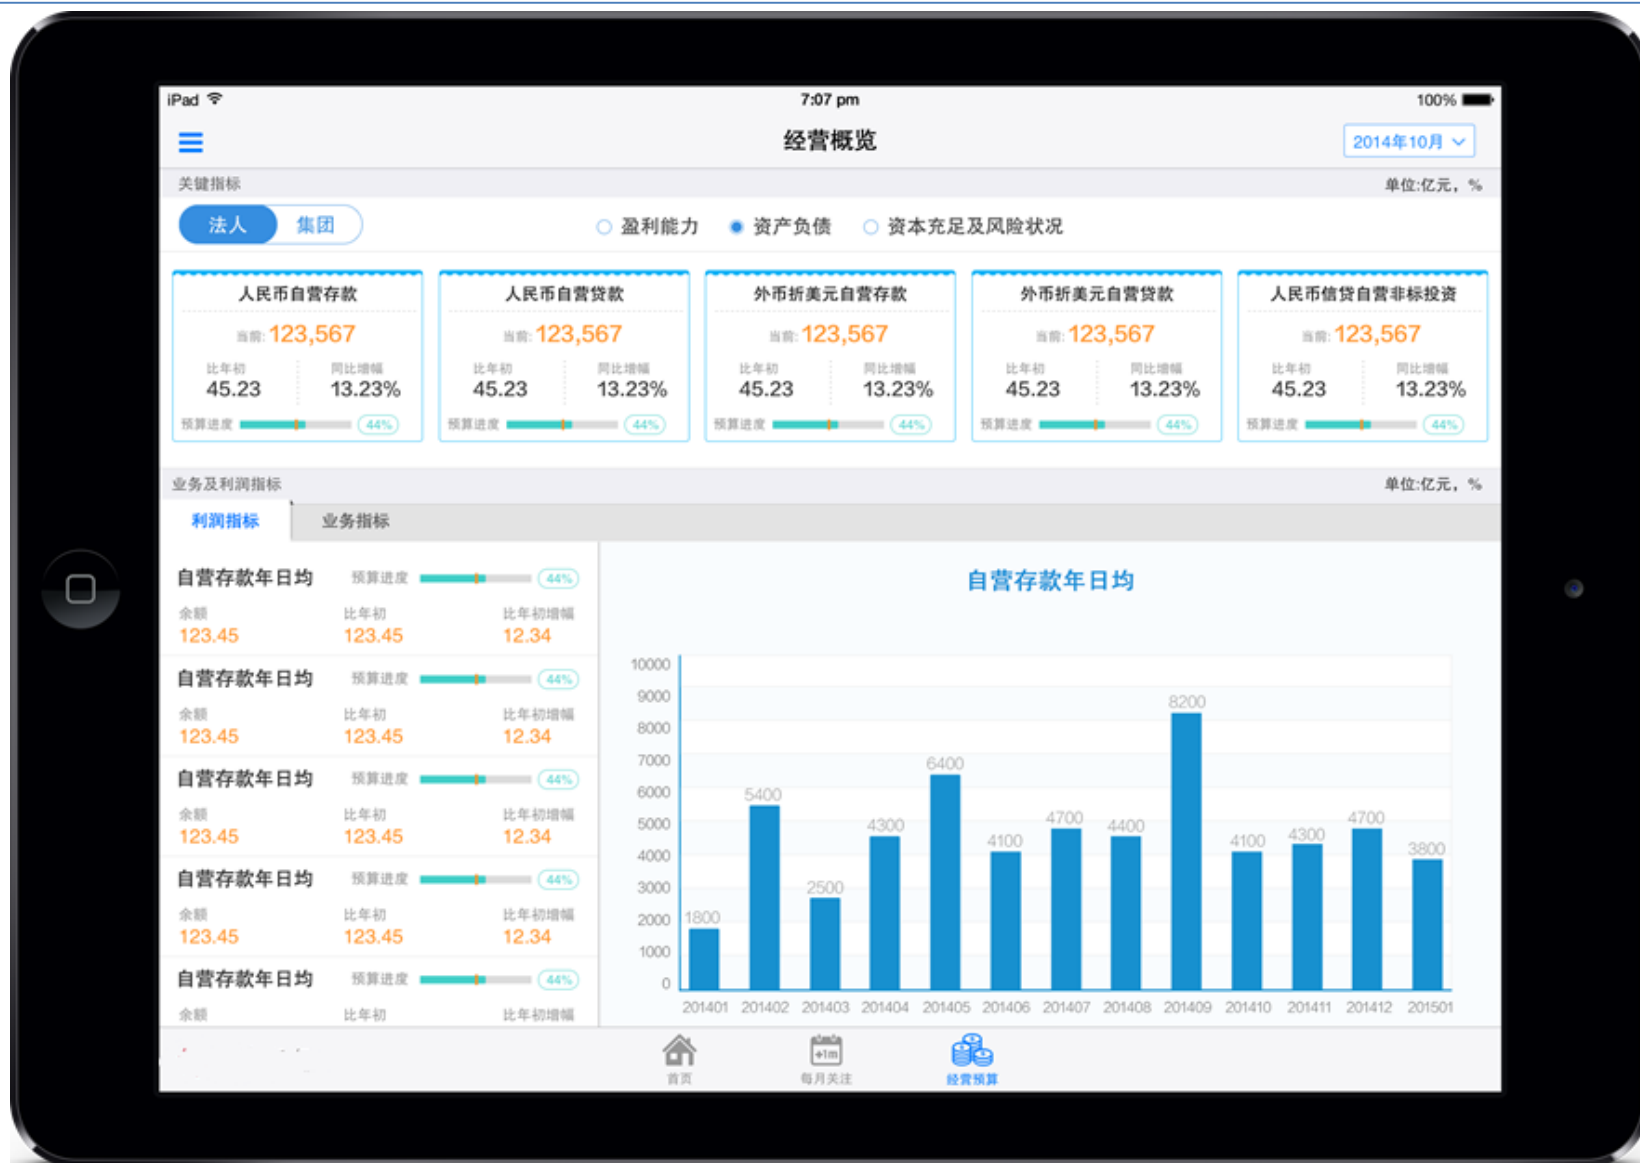 iPad 7:07 pm 100%
经营概览 2014年10月
关键指标 单位:亿元，%
法人 集团 盈利能力 资产负债 资本充足及风险状况
人民币自营存款 人民币自营贷款 外币折美元自营存款 外币折美元自营贷款 人民币信贷自营非标投资
当前: 123,567 当前: 123,567 当前: 123,567 当前: 123,567 当前: 123,567
比年初 同比增幅 比年初 同比增幅 比年初 同比增幅 比年初 同比增幅 比年初 同比增幅
45.23 13.23% 45.23 13.23% 45.23 13.23% 45.23 13.23% 45.23 13.23%
预算进度 44% 预算进度 44% 预算进度 44% 预算进度 44% 预算进度 44%
业务及利润指标 单位:亿元，%
利润指标 业务指标
自营存款年日均 预算进度 44%
余额 比年初 比年初增幅
123.45 123.45 12.34
自营存款年日均 预算进度 44%
余额 比年初 比年初增幅
123.45 123.45 12.34
自营存款年日均 预算进度 44%
余额 比年初 比年初增幅
123.45 123.45 12.34
自营存款年日均 预算进度 44%
余额 比年初 比年初增幅
123.45 123.45 12.34
自营存款年日均 预算进度 44%
余额 比年初 比年初增幅
自营存款年日均
10000
9000
8000
7000
6000
5000
4000
3000
2000
1000
0
1800 5400 2500 4300 6400 4100 4700 4400 8200 4100 4300 4700 3800
201401 201402 201403 201404 201405 201406 201407 201408 201409 201410 201411 201412 201501
+1m
首页 每月关注 经营预算